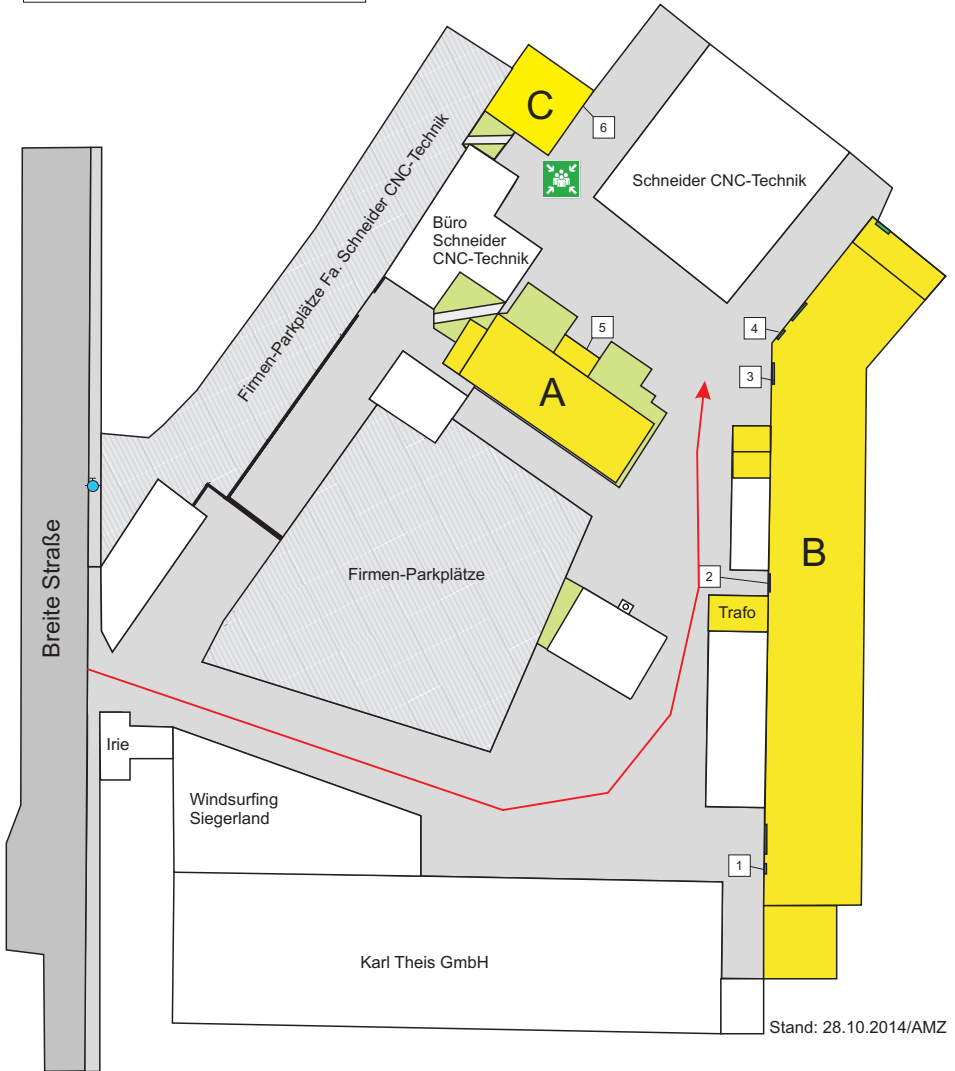 C
6
Schneider CNC-Technik
Firmen-Parkplätze Fa. Schneider CNC-Technik
Büro
Schneider
CNC-Technik
5
4
3
A
B
2
Trafo
Firmen-Parkplätze
Breite Straße
Irie
Windsurfing
Siegerland
1
Karl Theis GmbH
Stand: 28.10.2014/AMZ